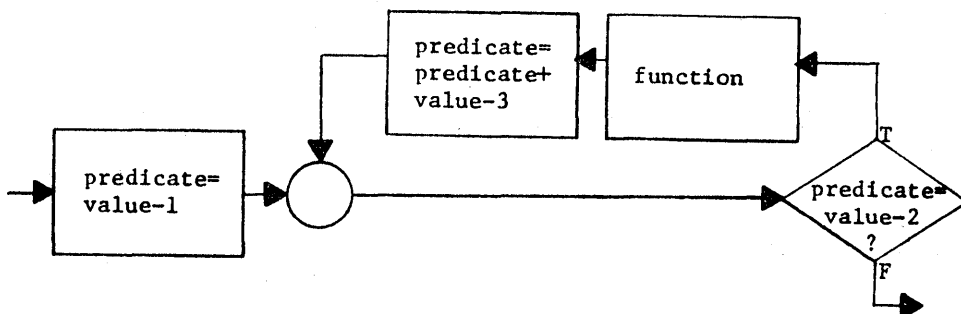 predicate=
predicate+
value-3
function
T
predicate=
value-1
predicate=
value-2
?
F